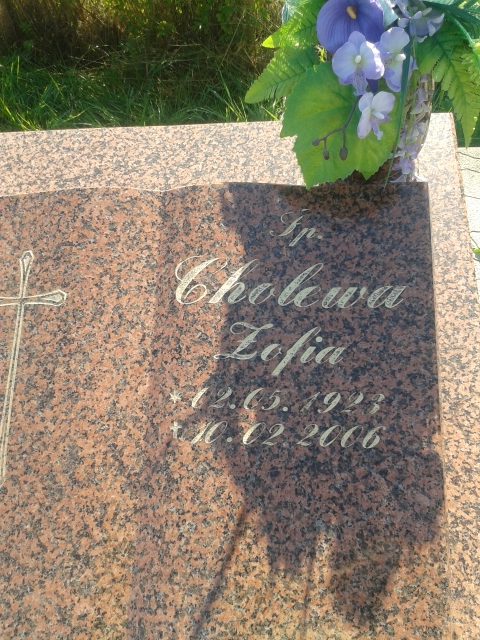 Śp.
Cholewa
Zofia
* 12.05.1923
† 10.02.2006